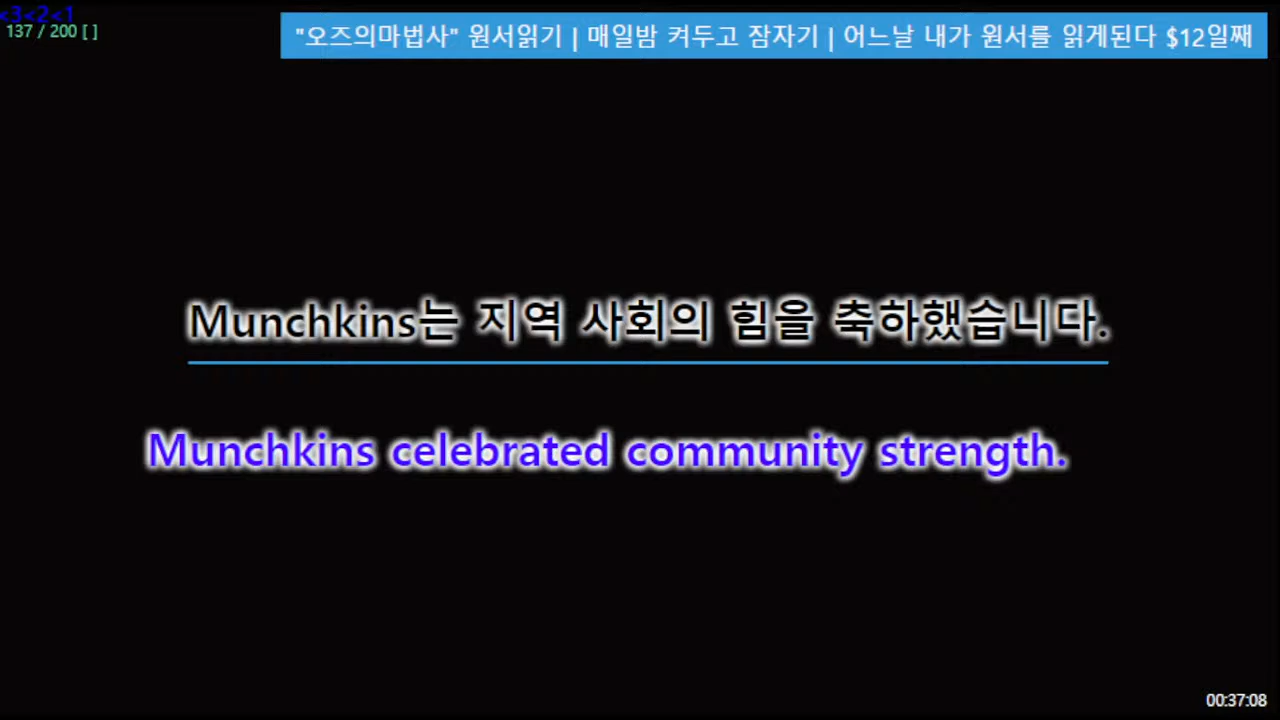 <3<2<1
137 / 200 [ ]
"오즈의마법사" 원서읽기 | 매일밤 켜두고 잠자기 | 어느날 내가 원서를 읽게된다 $12일째
Munchkins는 지역 사회의 힘을 축하했습니다.
Munchkins celebrated community strength.
00:37:08